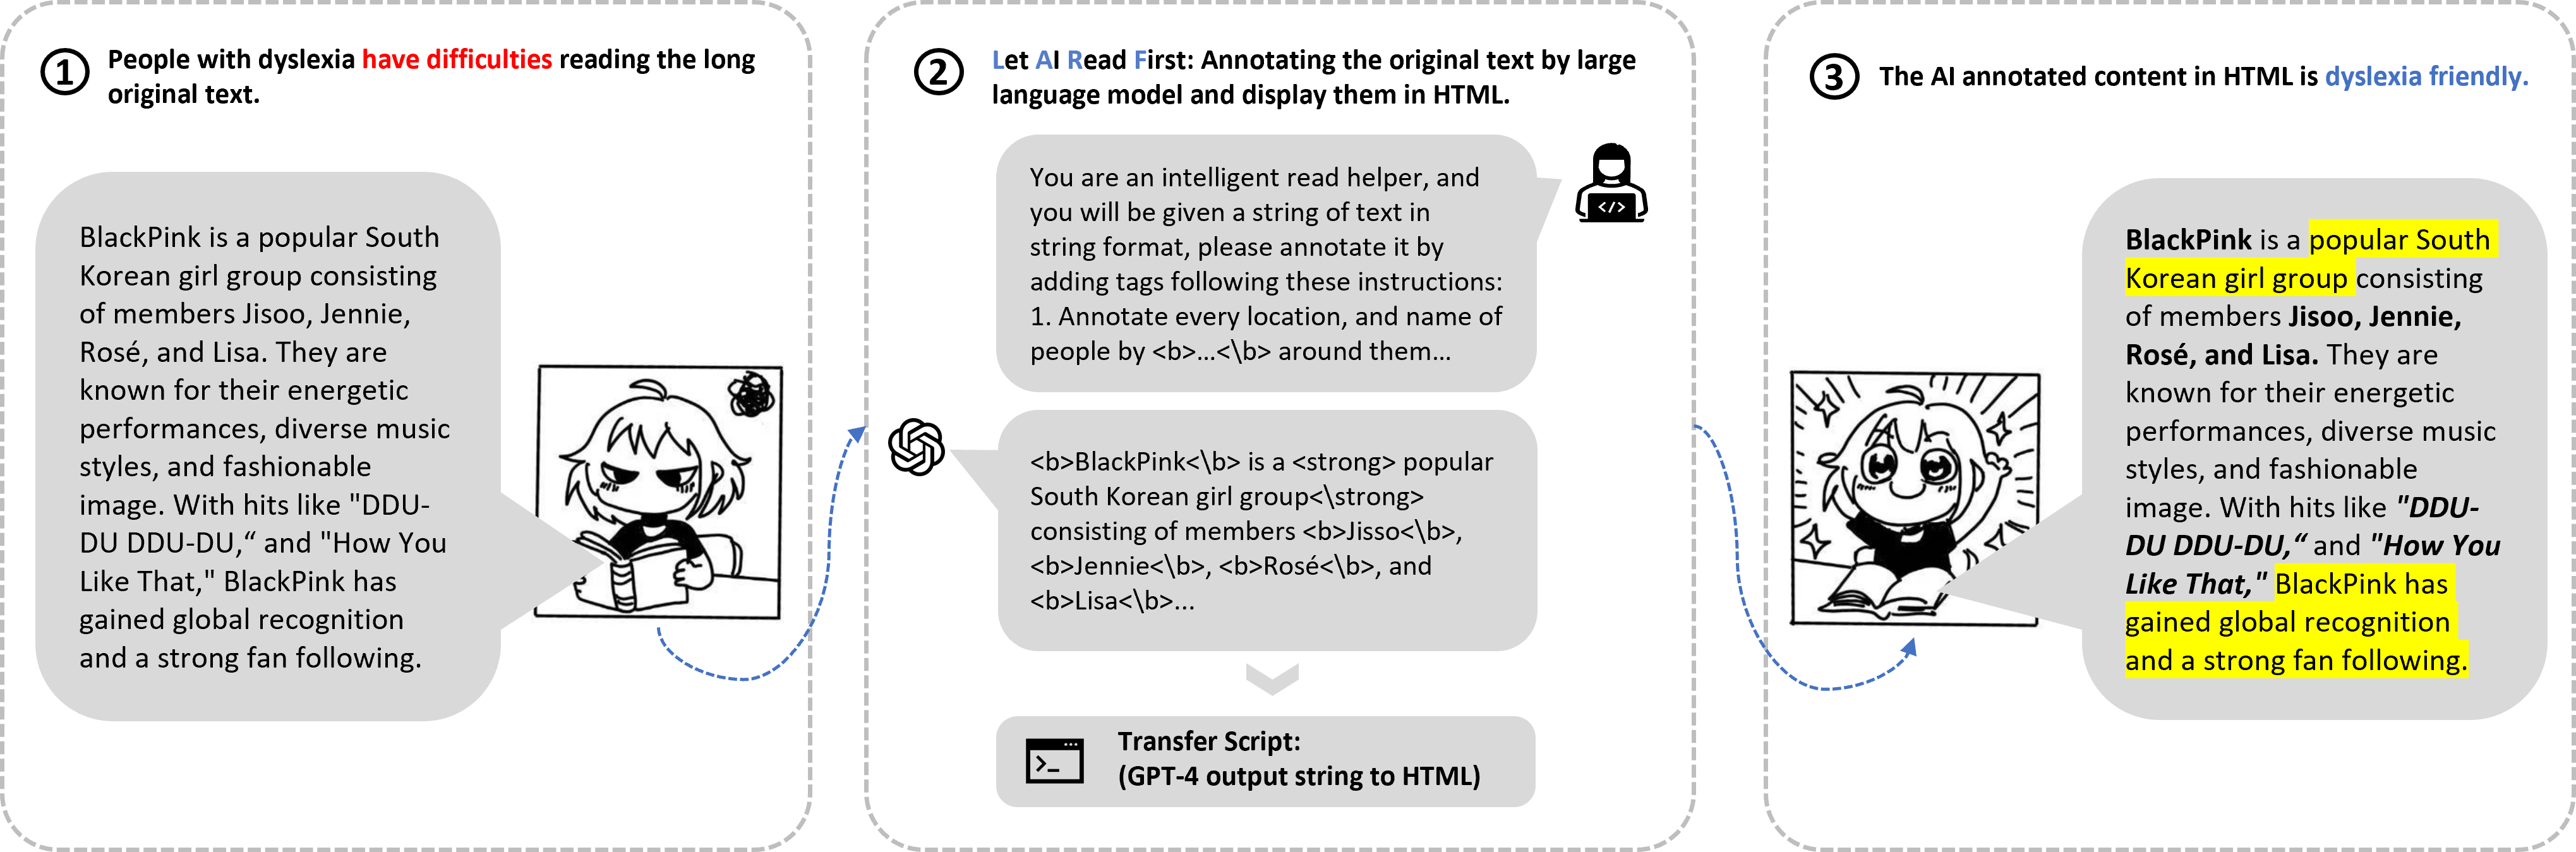 1
People with dyslexia have difficulties reading the long
original text.
BlackPink is a popular South
Korean girl group consisting
of members Jisoo, Jennie,
Rosé, and Lisa. They are
known for their energetic
performances, diverse music
styles, and fashionable
image. With hits like "DDU-
DU DDU-DU,“ and "How You
Like That," BlackPink has
gained global recognition
and a strong fan following.
2
Let AI Read First: Annotating the original text by large
language model and display them in HTML.
You are an intelligent read helper, and
you will be given a string of text in
string format, please annotate it by
adding tags following these instructions:
1. Annotate every location, and name of
people by <b>...<\b> around them...
</>
<b>BlackPink<\b> is a <strong> popular
South Korean girl group<\strong>
consisting of members <b>Jisso<\b>,
<b>Jennie<\b>, <b>Rosé<\b>, and
<b>Lisa<\b>...
Transfer Script:
(GPT-4 output string to HTML)
3
The AI annotated content in HTML is dyslexia friendly.
BlackPink is a popular South
Korean girl group consisting
of members Jisoo, Jennie,
Rosé, and Lisa. They are
known for their energetic
performances, diverse music
styles, and fashionable
image. With hits like "DDU-
DU DDU-DU,“ and "How You
Like That," BlackPink has
gained global recognition
and a strong fan following.